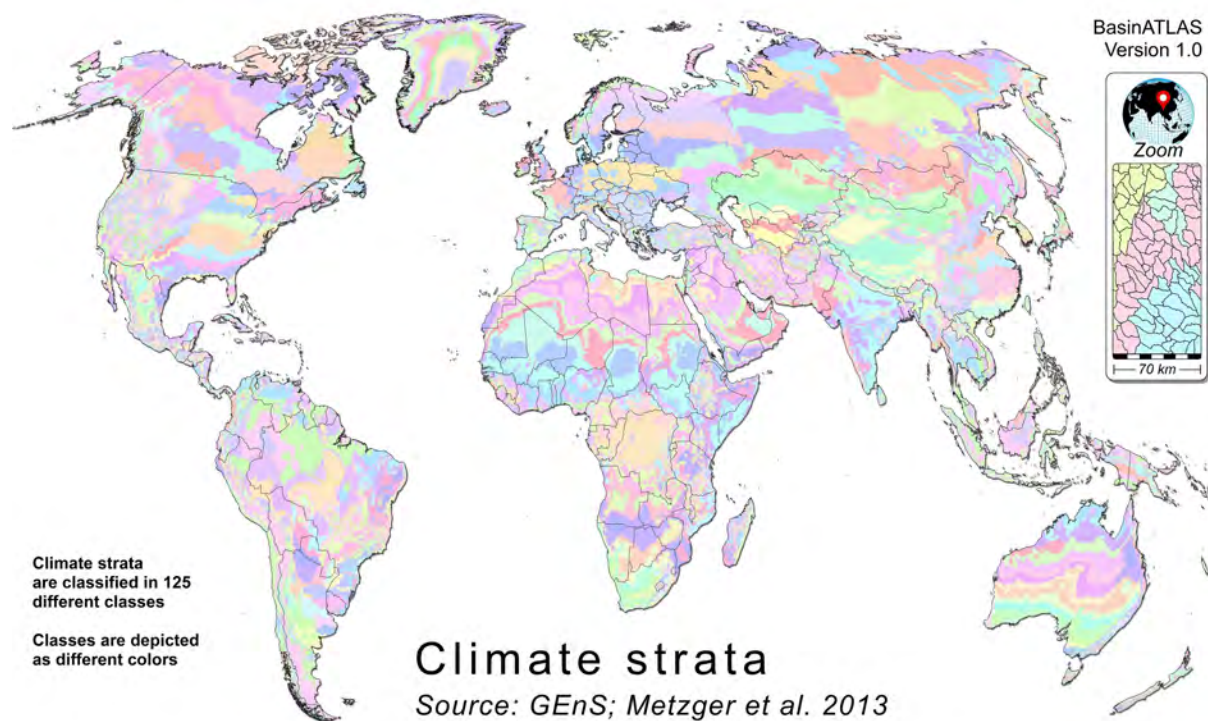 BasinATLAS
Version 1.0
Zoom
70 km
Climate strata
are classified in 125
different classes
Classes are depicted
as different colors
Climate strata
Source: GEnS; Metzger et al. 2013